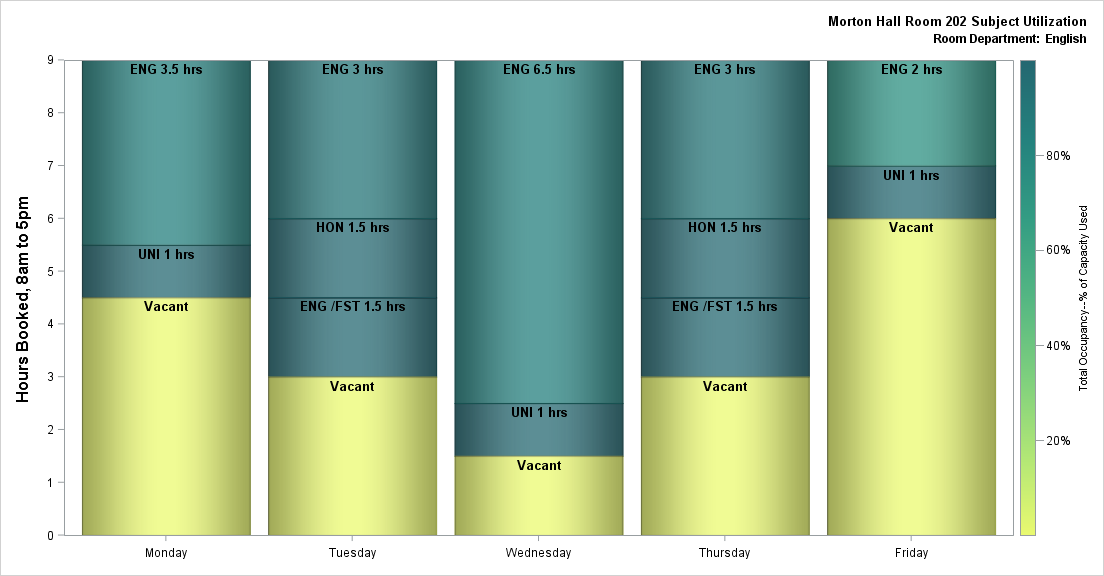 Morton Hall Room 202 Subject Utilization
Room Department: English
Hours Booked, 8am to 5pm
9
8
7
6
5
4
3
2
1
0
ENG 3.5 hrs
UNI 1 hrs
Vacant
ENG 3 hrs
HON 1.5 hrs
ENG /FST 1.5 hrs
Vacant
ENG 6.5 hrs
UNI 1 hrs
Vacant
ENG 3 hrs
HON 1.5 hrs
ENG /FST 1.5 hrs
Vacant
ENG 2 hrs
UNI 1 hrs
Vacant
Monday
Tuesday
Wednesday
Thursday
Friday
80%
60%
40%
20%
Total Occupancy--% of Capacity Used